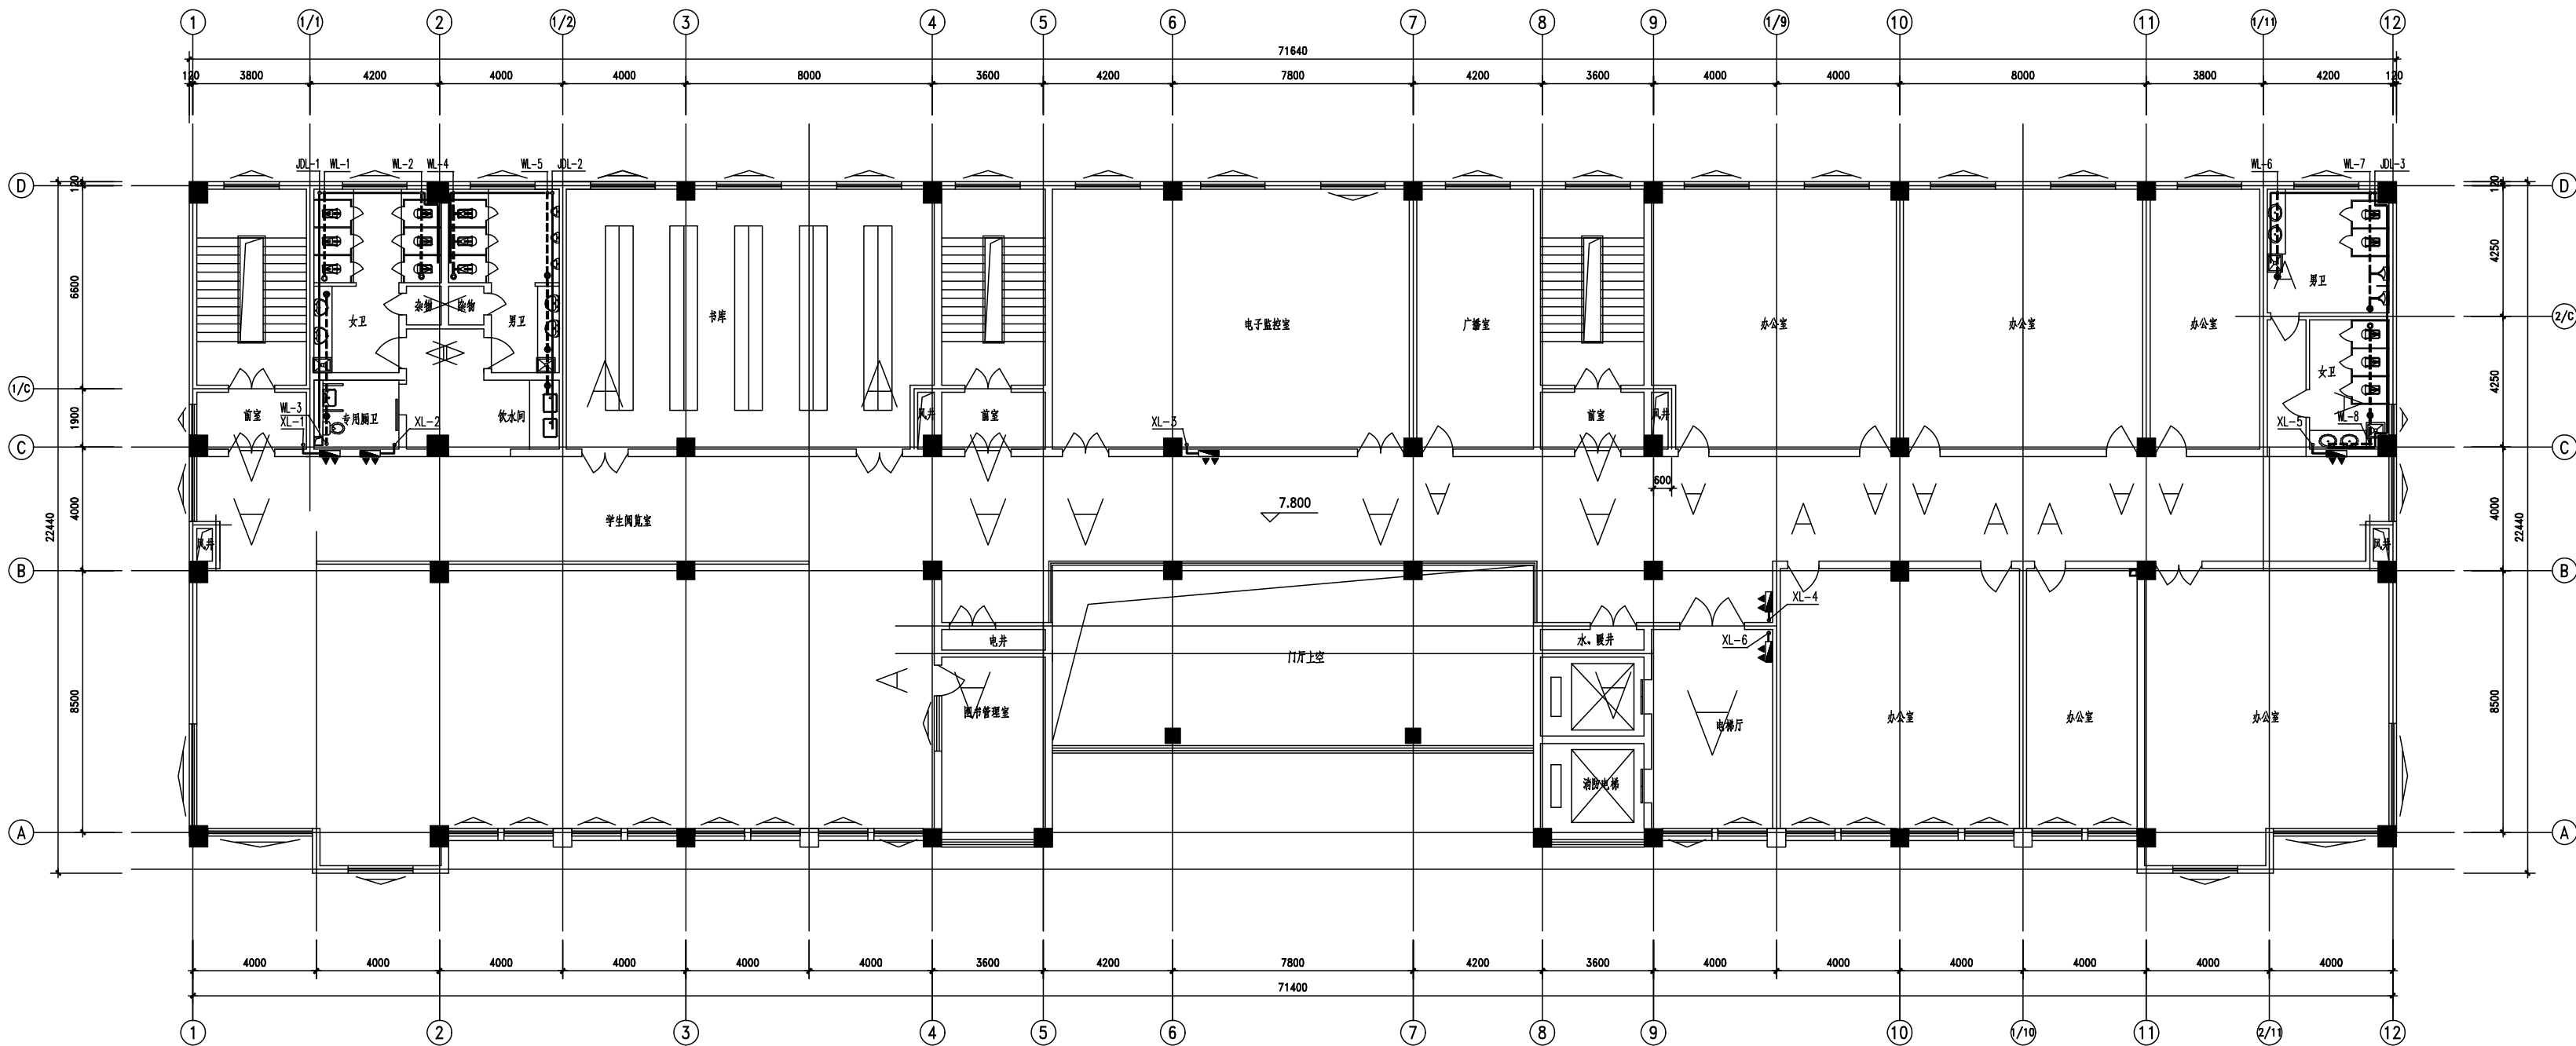 1 1/1 2 1/2 3 4 5 6 7 8 9 1/9 10 11 1/11 12
71640
120 3800 4200 4000 4000 8000 3600 4200 7800 4200 3600 4000 4000 8000 3800 4200 120
JDL-1 WL-1 WL-2 WL-4 WL-5 JDL-2 WL-6 WL-7 JDL-3
D 120 120 D
4250
6600
男卫
杂物 杂物
女卫 男卫 书库 电子监控室 广播室 办公室 办公室 办公室 2/C
4250
女卫
1/C
1900
WL-3 前室 专用厕卫 饮水间 风井 前室 前室 风井 WL-8
XL-1 XL-2 XL-3 XL-5
C C
600
22440 4000 学生阅览室 7.800 4000 22440
风井 风井
B B
XL-4
电井 水、暖井 XL-6
门厅上空
8500 图书管理室 电梯厅 办公室 办公室 办公室 8500
消防电梯
A A
4000 4000 4000 4000 4000 4000 3600 4200 7800 4200 3600 4000 4000 4000 4000 4000 4000
71400
1 2 3 4 5 6 7 8 9 10 1/10 11 2/11 12